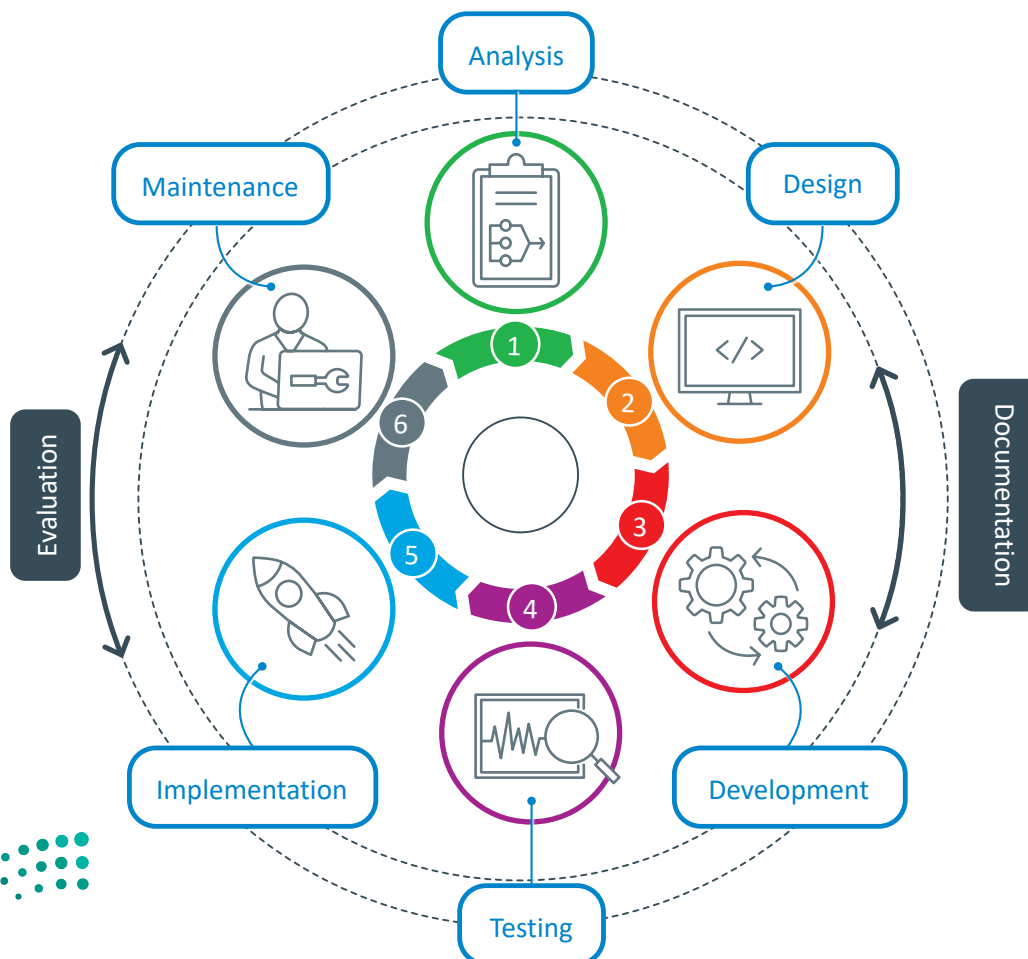 Analysis
Maintenance
Design
</>
1
2
6
Evaluation
Documentation
3
5
4
Implementation
Development
Testing